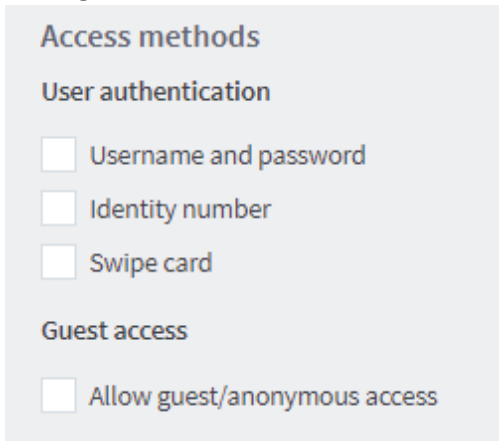 Access methods
User authentication
Username and password
Identity number
Swipe card
Guest access
Allow guest/anonymous access